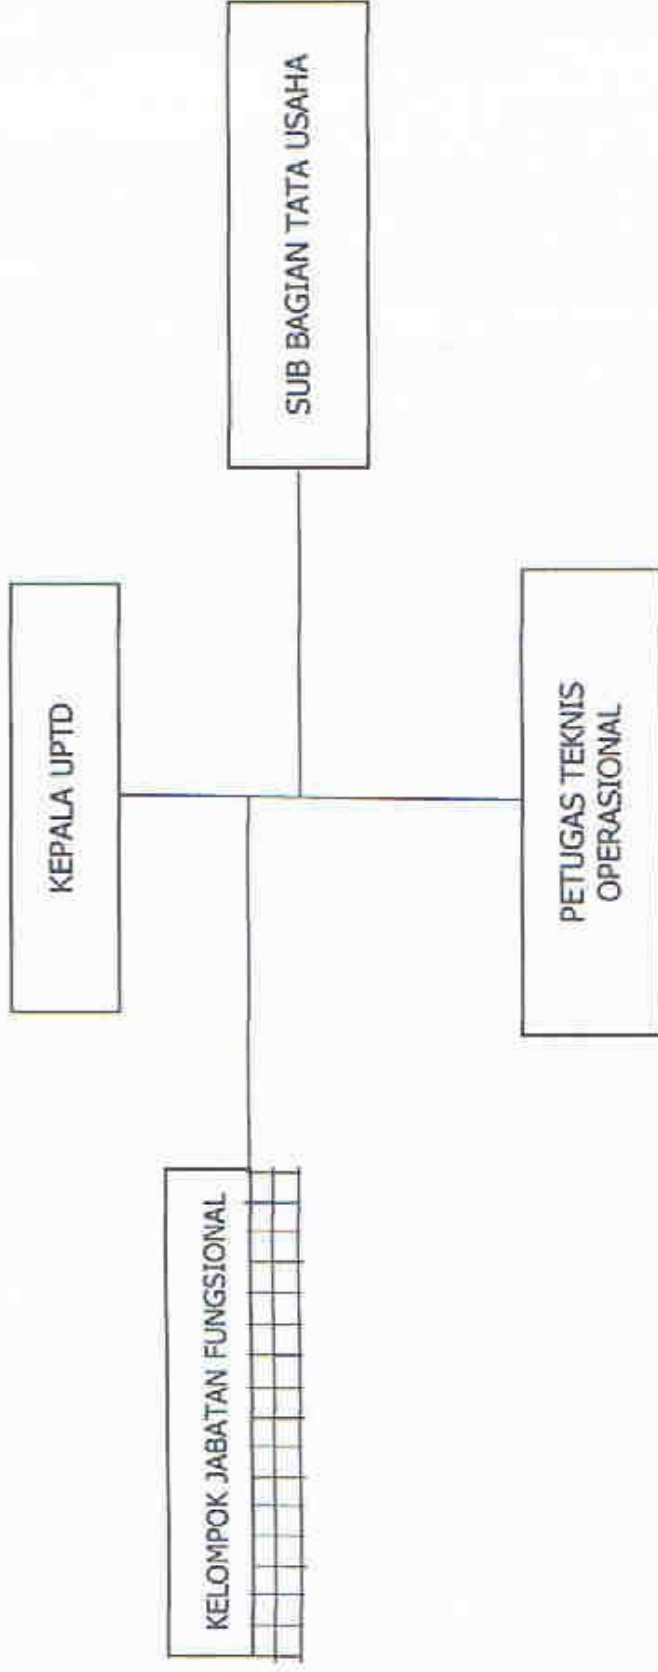 KEPALA UPTD
KELOMPOK JABATAN FUNGSIONAL
SUB BAGIAN TATA USAHA
PETUGAS TEKNIS
OPERASIONAL